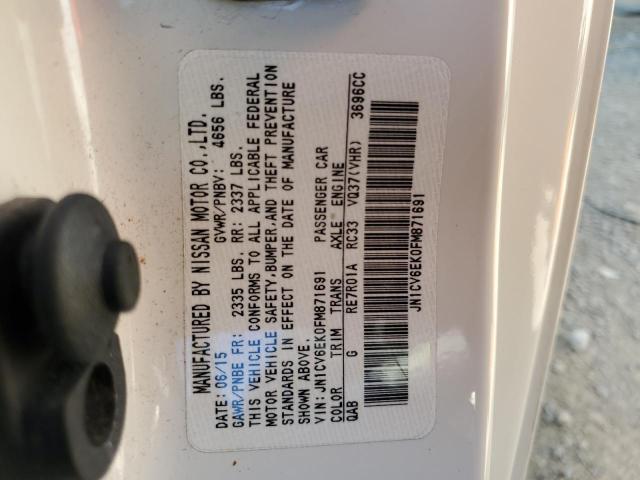 MANUFACTURED BY NISSAN MOTOR CO.,LTD.
DATE: 06/15 GVWR/PNBV: 4656 LBS.
GAWR/PNBE FR: 2335 LBS. RR: 2337 LBS.
THIS VEHICLE CONFORMS TO ALL APPLICABLE FEDERAL
MOTOR VEHICLE SAFETY,BUMPER,AND THEFT PREVENTION
STANDARDS IN EFFECT ON THE DATE OF MANUFACTURE
SHOWN ABOVE.
VIN: JN1CV6EK0FM871691 PASSENGER CAR
COLOR TRIM TRANS AXLE ENGINE
QAB G RE7R01A RC33 VQ37(VHR) 3696CC
JN1CV6EK0FM871691